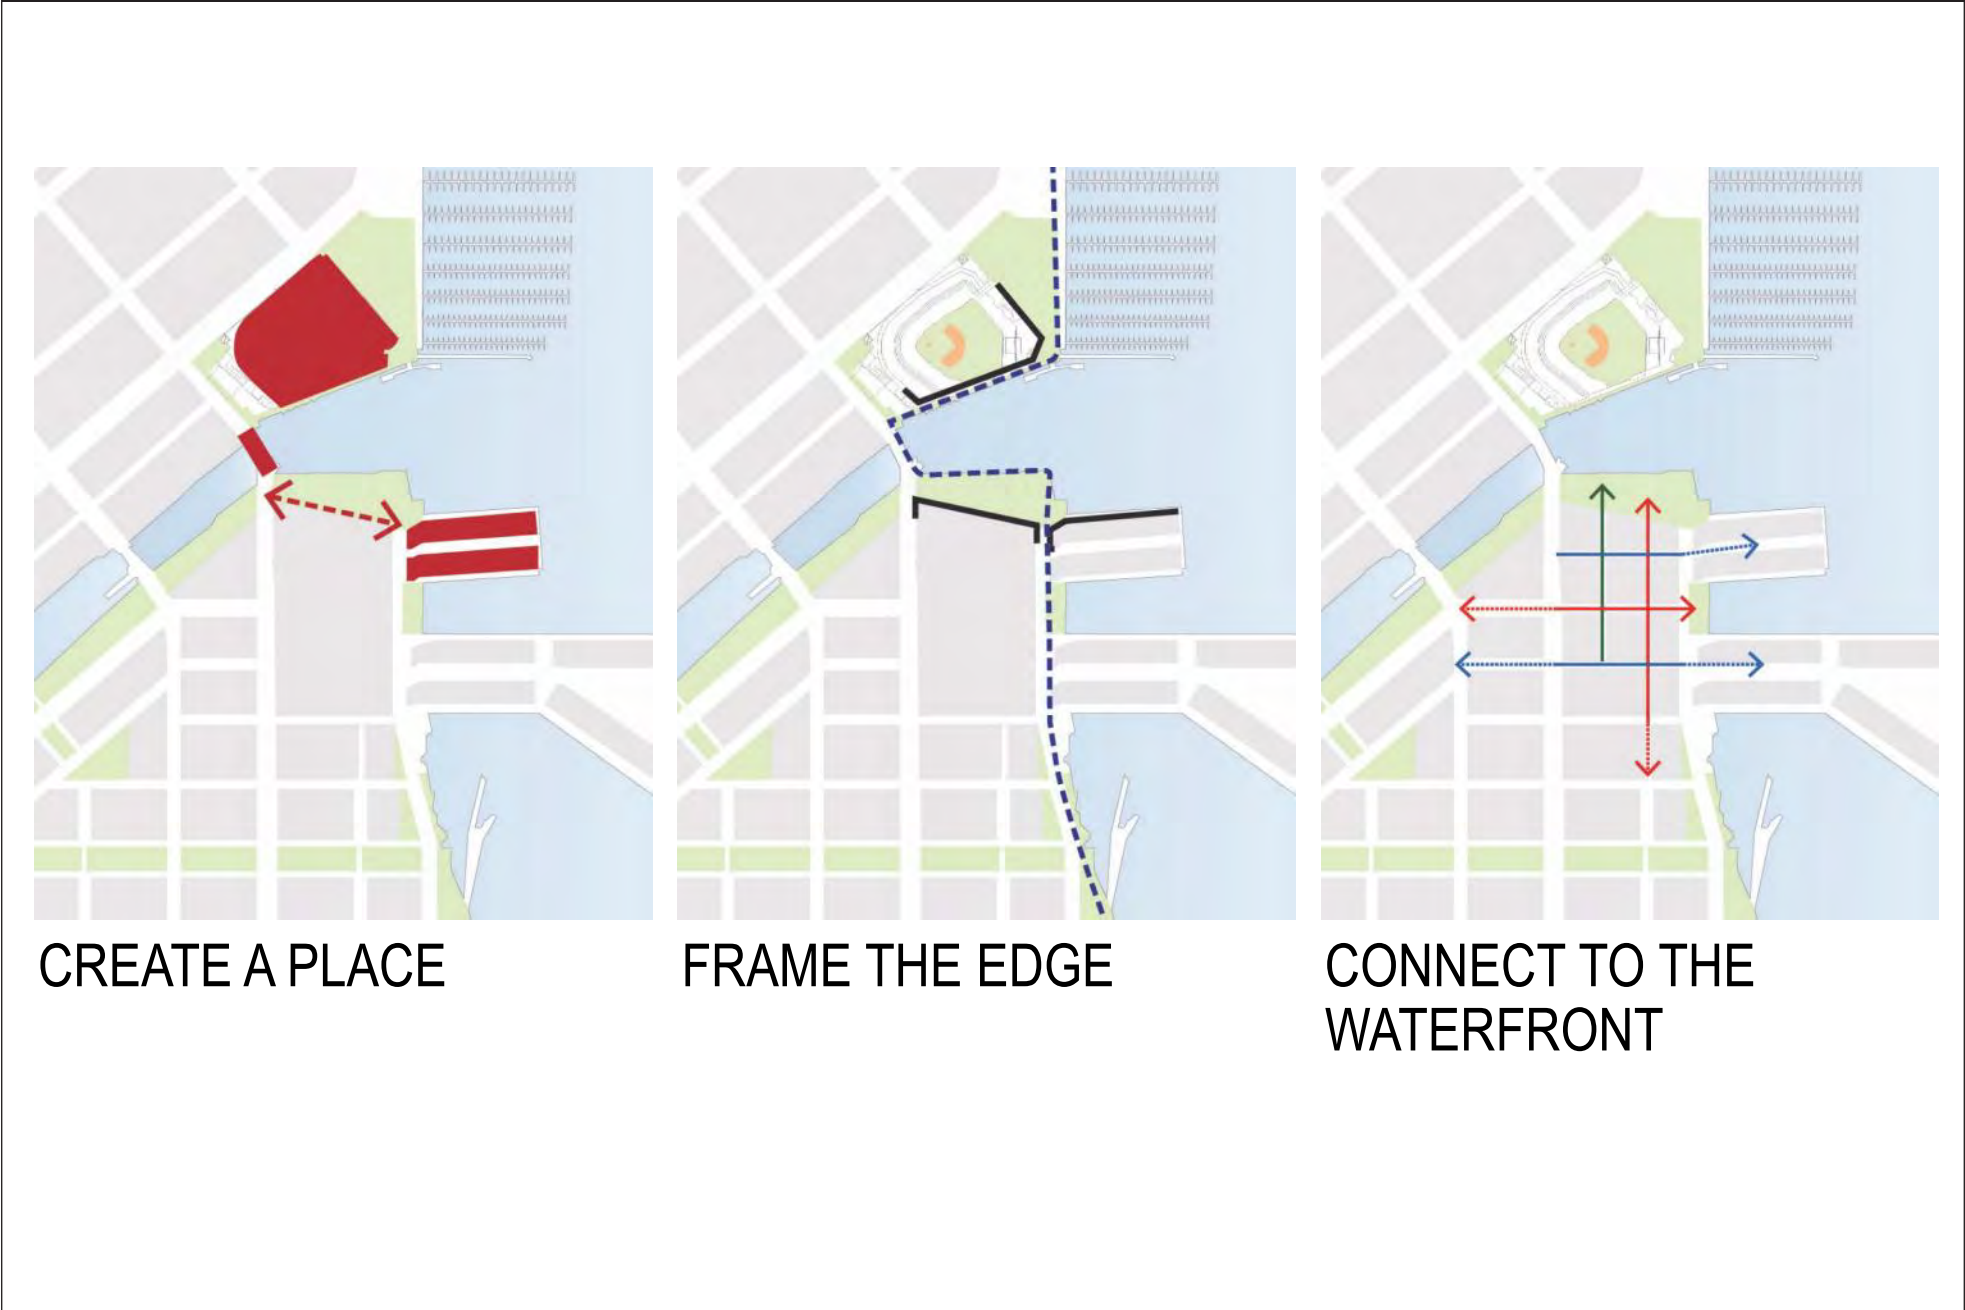 CREATE A PLACE
FRAME THE EDGE
CONNECT TO THE
WATERFRONT